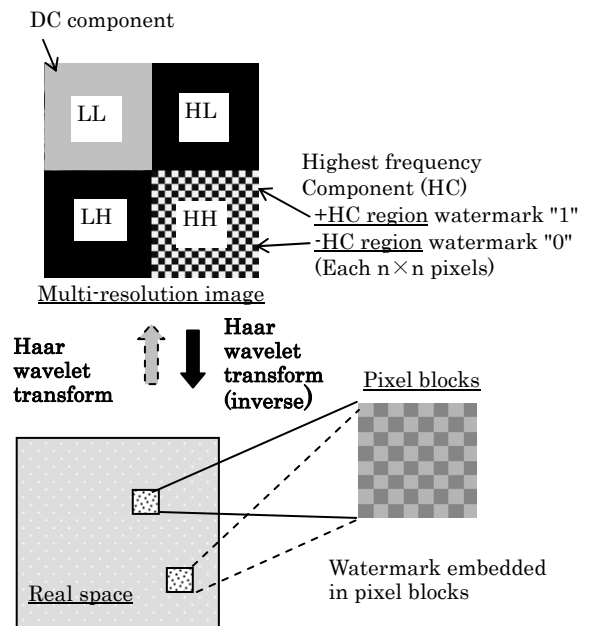 DC component
LL
HL
LH
HH
Highest frequency
Component (HC)
+HC region watermark "1"
-HC region watermark "0"
(Each n×n pixels)
Multi-resolution image
Haar
wavelet
transform
Haar
wavelet
transform
(inverse)
Pixel blocks
Real space
Watermark embedded
in pixel blocks